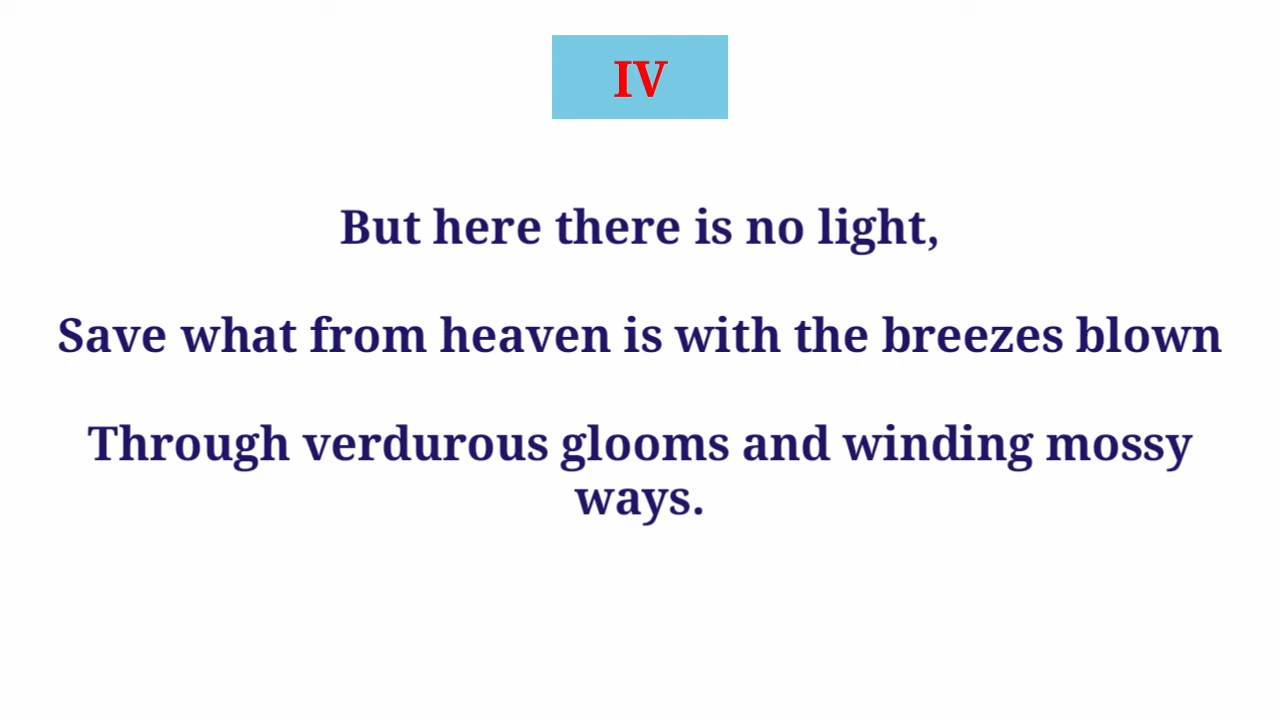 IV
But here there is no light,
Save what from heaven is with the breezes blown
Through verdurous glooms and winding mossy
ways.